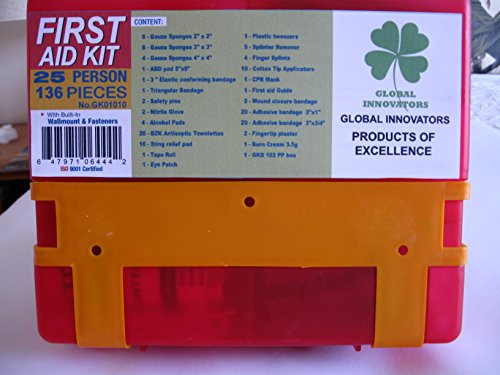 FIRST
AID KIT
25 PERSON
136 PIECES
No.GK01010
• With Built-In
Wallmount & Fasteners
6 47971 06444 2
ISO 9001 Certified
CONTENT:
6 - Gauze Sponges 2" x 2"
6 - Gauze Sponges 3" x 3"
4 - Gauze Sponges 4" x 4"
1 - ABD pad 5"x9"
1 - 3 " Elastic conforming bandage
1 - Triangular Bandage
2 - Safety pins
2 - Nitrile Glove
4 - Alcohol Pads
20 - BZK Antiseptic Towelettes
10 - Sting relief pad
1 - Tape Roll
1 - Eye Patch
1 - Plastic tweezers
5 - Splinter Remover
4 - Finger Splints
10 - Cotton Tip Applicators
1 - CPR Mask
1 - First aid Guide
2 - Wound closure bandage
20 - Adhesive bandage 3"x1"
20 - Adhesive bandage 3"x3/4"
2 - Fingertip plaster
1 - Burn Cream 3.5g
1 - GKB 102 PP box
GLOBAL
INNOVATORS
GLOBAL INNOVATORS
PRODUCTS OF
EXCELLENCE